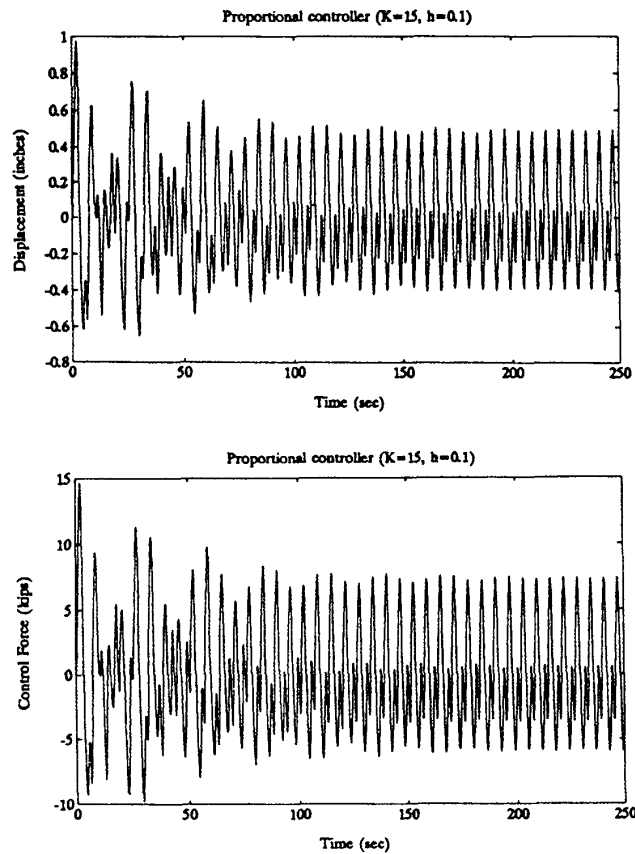 Proportional controller (K=15, h=0.1)
1
0.8
0.6
0.4
0.2
0
-0.2
-0.4
-0.6
-0.8
Displacement (inches)
0 50 100 150 200 250
Time (sec)
Proportional controller (K=15, h=0.1)
15
10
5
0
-5
-10
Control Force (kips)
0 50 100 150 200 250
Time (sec)